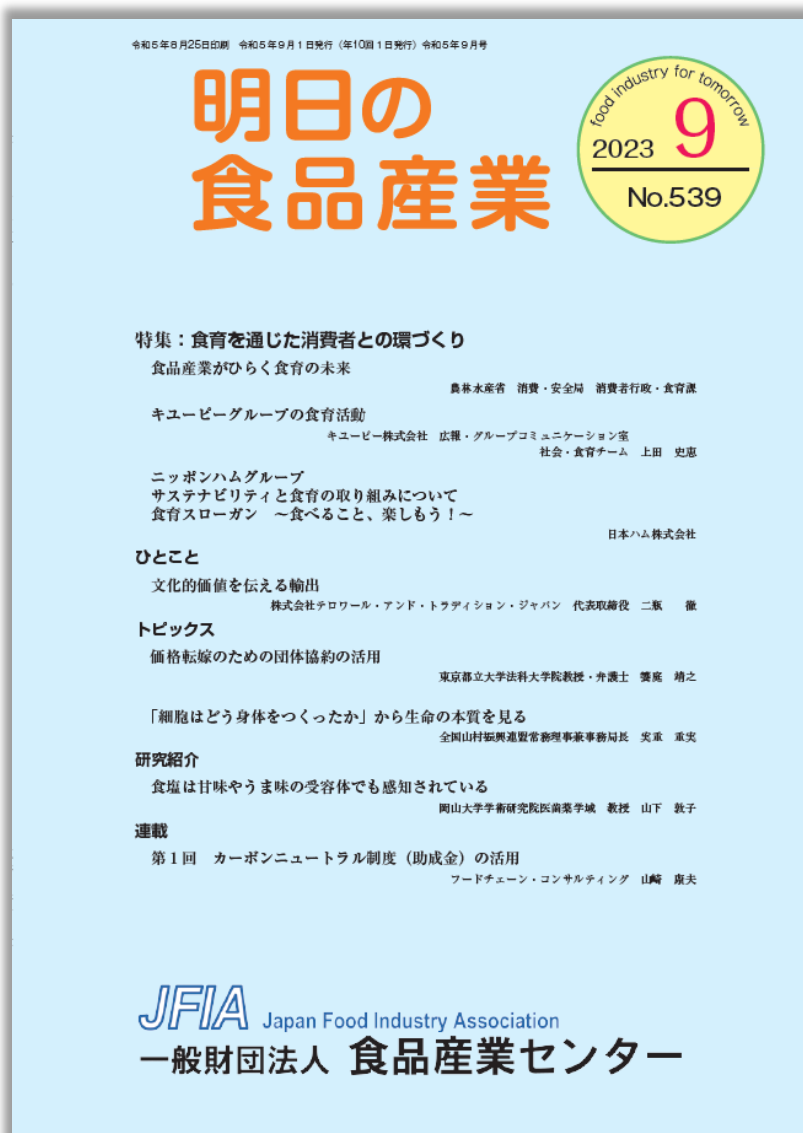 令和5年8月25日印刷 令和5年9月1日発行（年10回1日発行）令和5年9月号
明日の
食品産業
food industry for tomorrow
2023 9
No.539
特集：食育を通じた消費者との環づくり
食品産業がひらく食育の未来
農林水産省 消費・安全局 消費者行政・食育課
キユーピーグループの食育活動
キユーピー株式会社 広報・グループコミュニケーション室
社会・食育チーム 上田 史恵
ニッポンハムグループ
サステナビリティと食育の取り組みについて
食育スローガン ～食べること、楽しもう！～
日本ハム株式会社
ひとこと
文化的価値を伝える輸出
株式会社テロワール・アンド・トラディション・ジャパン 代表取締役 二瓶 徹
トピックス
価格転嫁のための団体協約の活用
東京都立大学法科大学院教授・弁護士 饗庭 靖之
「細胞はどう身体をつくったか」から生命の本質を見る
全国山村振興連盟常務理事兼事務局長 実重 重実
研究紹介
食塩は甘味やうま味の受容体でも感知されている
岡山大学学術研究院医歯薬学域 教授 山下 敦子
連載
第1回 カーボンニュートラル制度（助成金）の活用
フードチェーン・コンサルティング 山崎 康夫
JFIA Japan Food Industry Association
一般財団法人 食品産業センター